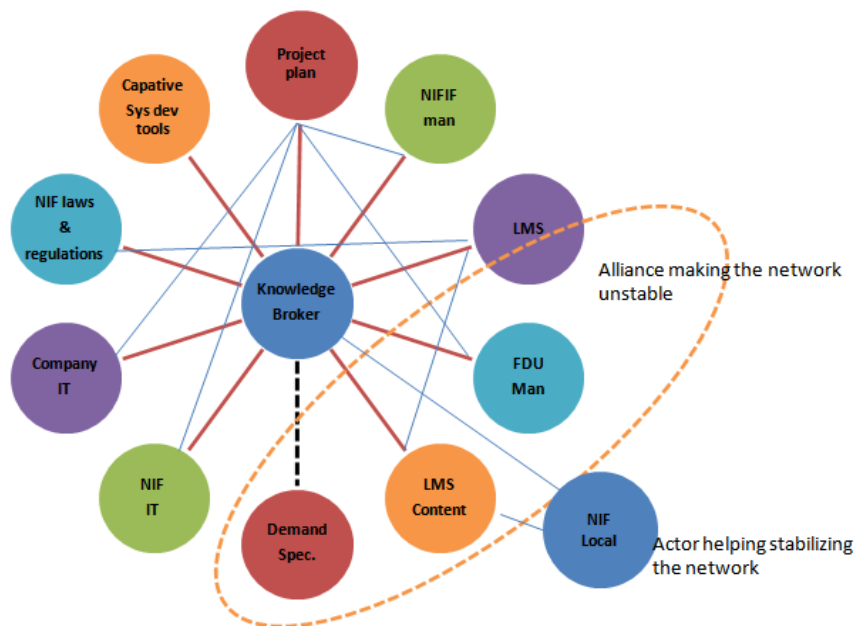 Project
plan
Capative
Sys dev
tools
NIFIF
man
NIF laws
&
regulations
LMS
Alliance making the network
unstable
Knowledge
Broker
Company
IT
FDU
Man
NIF
IT
LMS
Content
Demand
Spec.
NIF
Local
Actor helping stabilizing
the network